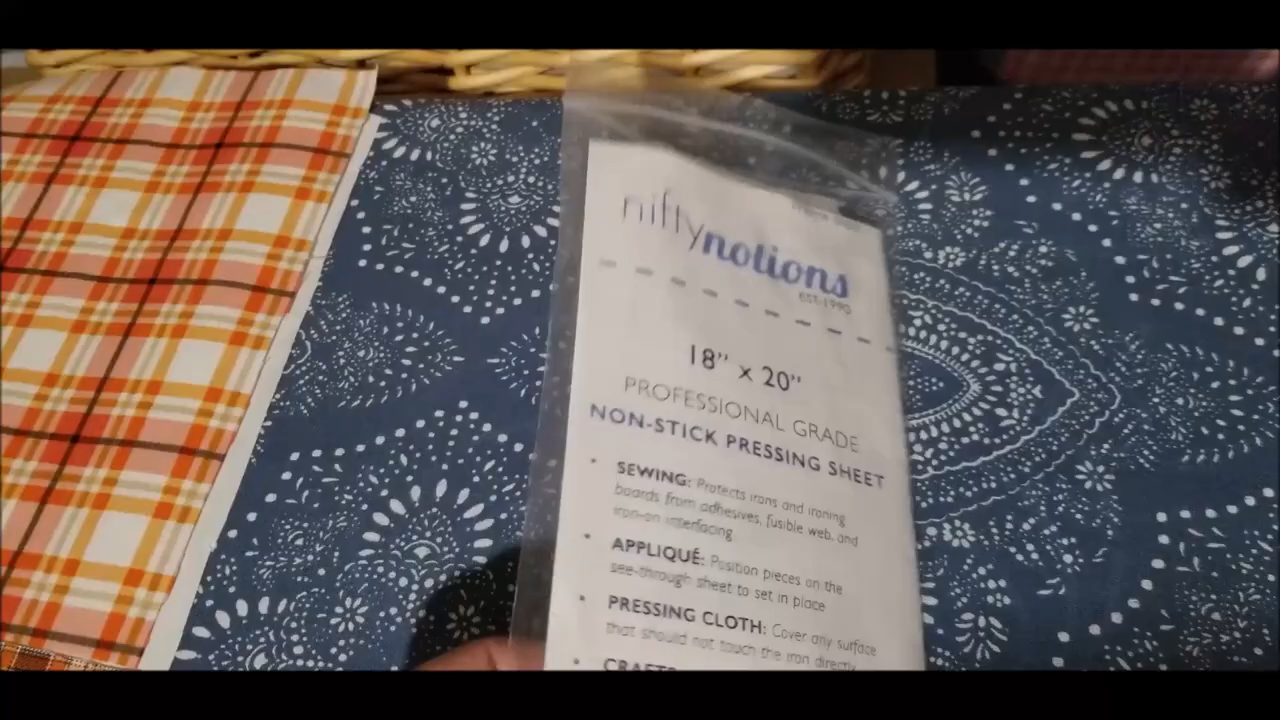 niftynotions
EST. 1990
18" x 20"
PROFESSIONAL GRADE
NON-STICK PRESSING SHEET
• SEWING: Protects irons and ironing
boards from adhesives, fusible web, and
iron-on interfacing
• APPLIQUÉ: Position pieces on the
see-through sheet to set in place
• PRESSING CLOTH: Cover any surface
that should not touch the iron directly
• CRAFTS